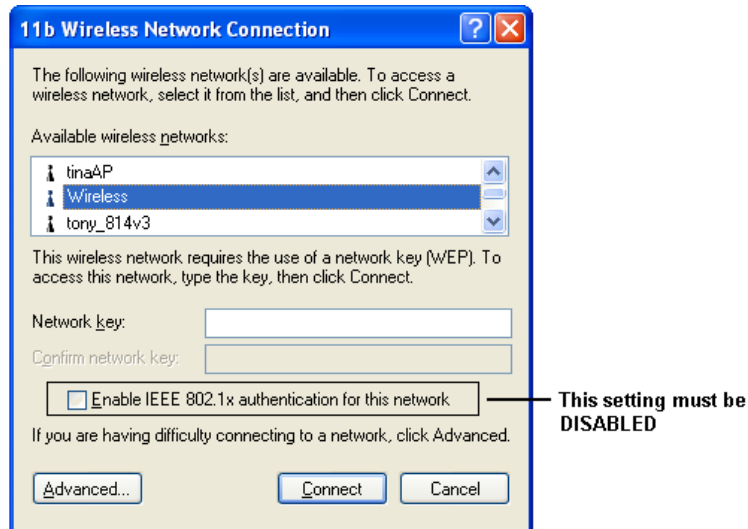 11b Wireless Network Connection
The following wireless network(s) are available. To access a
wireless network, select it from the list, and then click Connect.
Available wireless networks:
tinaAP
Wireless
tony_814v3
This wireless network requires the use of a network key (WEP). To
access this network, type the key, then click Connect.
Network key:
Confirm network key:
Enable IEEE 802.1x authentication for this network
This setting must be
DISABLED
If you are having difficulty connecting to a network, click Advanced.
Advanced...
Connect
Cancel